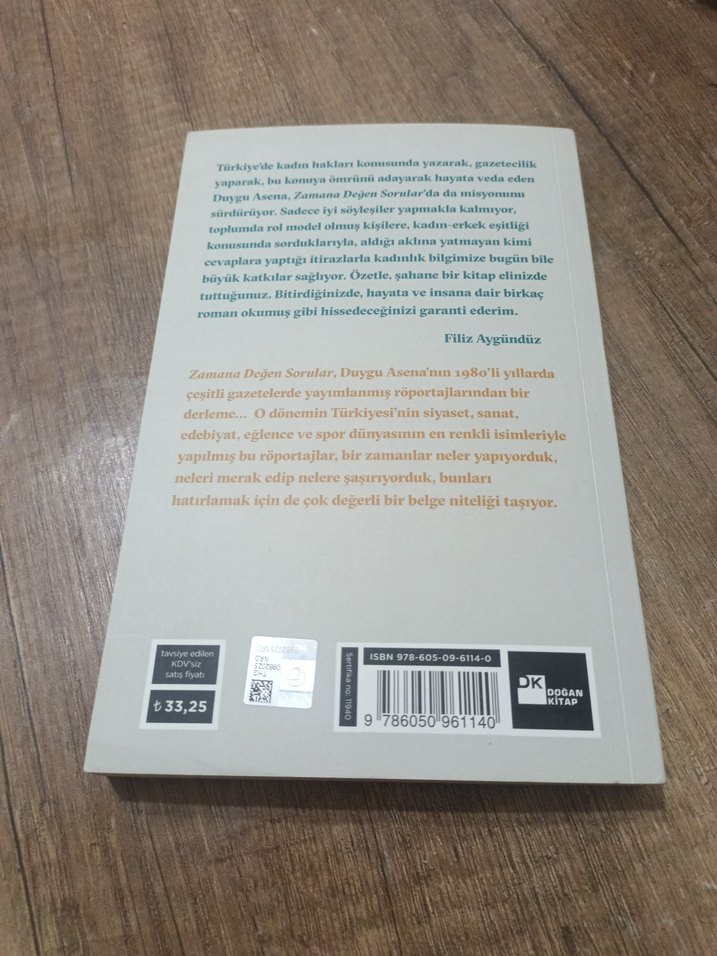 Türkiye'de kadın hakları konusunda yazarak, gazetecilik
yaparak, bu konuya ömrünü adayarak hayata veda eden
Duygu Asena, Zamana Değen Sorular'da da misyonunu
sürdürüyor. Sadece iyi söyleşiler yapmakla kalmıyor,
toplumda rol model olmuş kişilere, kadın-erkek eşitliği
konusunda sorduklarıyla, aldığı aklına yatmayan kimi
cevaplara yaptığı itirazlarla kadınlık bilgimize bugün bile
büyük katkılar sağlıyor. Özetle, şahane bir kitap elinizde
tuttuğunuz. Bitirdiğinizde, hayata ve insana dair birkaç
roman okumuş gibi hissedeceğinizi garanti ederim.
Filiz Aygündüz
Zamana Değen Sorular, Duygu Asena'nın 1980'li yıllarda
çeşitli gazetelerde yayımlanmış röportajlarından bir
derleme... O dönemin Türkiyesi'nin siyaset, sanat,
edebiyat, eğlence ve spor dünyasının en renkli isimleriyle
yapılmış bu röportajlar, bir zamanlar neler yapıyorduk,
neleri merak edip nelere şaşırıyorduk, bunları
hatırlamak için de çok değerli bir belge niteliği taşıyor.
tavsiye edilen
KDV'siz
satış fiyatı
₺ 33,25
THG
0982023
NRD
Sertifika no: 11940
ISBN 978-605-09-6114-0
9 786050 961140
DK
DOĞAN
KİTAP